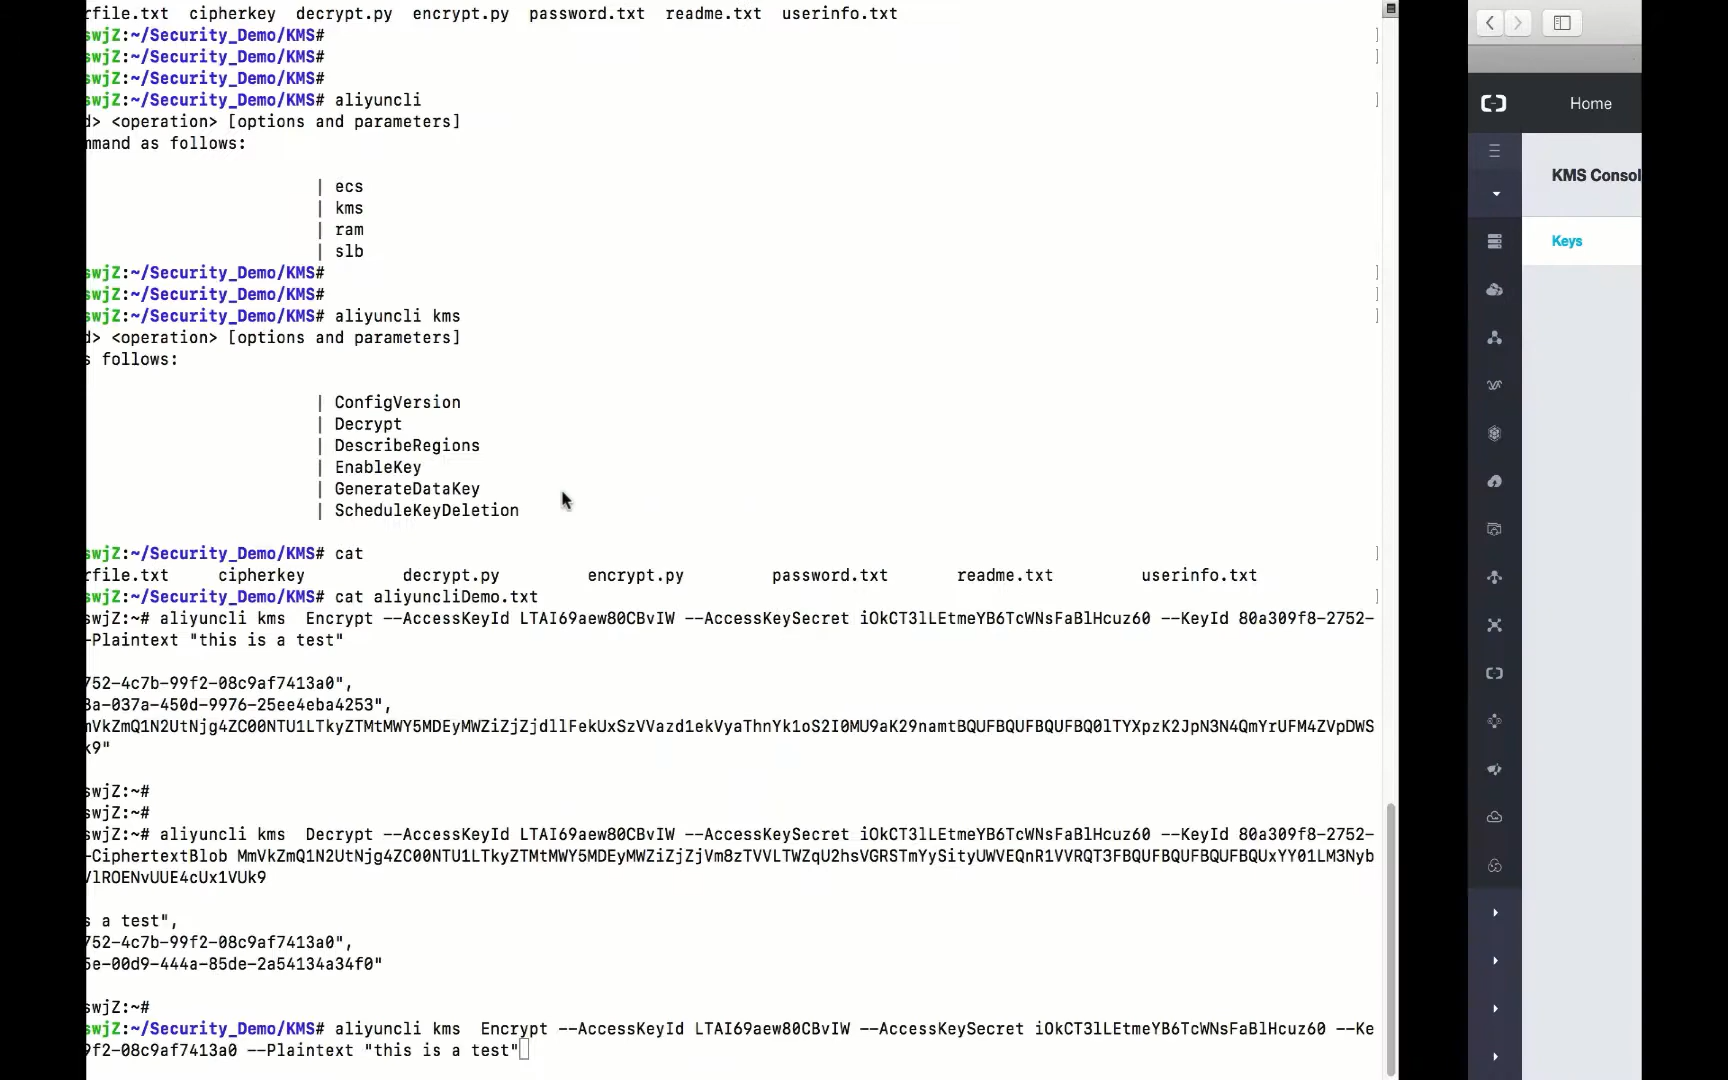 rfile.txt  cipherkey  decrypt.py  encrypt.py  password.txt  readme.txt  userinfo.txt
swjZ:~/Security_Demo/KMS#
swjZ:~/Security_Demo/KMS#
swjZ:~/Security_Demo/KMS#
swjZ:~/Security_Demo/KMS# aliyuncli
d> <operation> [options and parameters]
mmand as follows:
| ecs
| kms
| ram
| slb
swjZ:~/Security_Demo/KMS#
swjZ:~/Security_Demo/KMS#
swjZ:~/Security_Demo/KMS# aliyuncli kms
d> <operation> [options and parameters]
s follows:
| ConfigVersion
| Decrypt
| DescribeRegions
| EnableKey
| GenerateDataKey
| ScheduleKeyDeletion
swjZ:~/Security_Demo/KMS# cat
rfile.txt  cipherkey  decrypt.py  encrypt.py  password.txt  readme.txt  userinfo.txt
swjZ:~/Security_Demo/KMS# cat aliyuncliDemo.txt
swjZ:~# aliyuncli kms  Encrypt --AccessKeyId LTAI69aew80CBvIW --AccessKeySecret iOkCT3lLEtmeYB6TcWNsFaBlHcuz60 --KeyId 80a309f8-2752-
-Plaintext "this is a test"
752-4c7b-99f2-08c9af7413a0",
3a-037a-450d-9976-25ee4eba4253",
mVkZmQ1N2UtNjg4ZC00NTU1LTkyZTMtMWY5MDEyMWZiZjZjdllFekUxSzVVazd1ekVyaThnYk1oS2I0MU9aK29namtBQUFBQUFBQUFBQ0lTYXpzK2JpN3N4QmYrUFM4ZVpDWS
k9"
swjZ:~#
swjZ:~#
swjZ:~# aliyuncli kms  Decrypt --AccessKeyId LTAI69aew80CBvIW --AccessKeySecret iOkCT3lLEtmeYB6TcWNsFaBlHcuz60 --KeyId 80a309f8-2752-
-CiphertextBlob MmVkZmQ1N2UtNjg4ZC00NTU1LTkyZTMtMWY5MDEyMWZiZjZjVm8zTVVLTWZqU2hsVGRSTmYySityUWVEQnR1VVRQT3FBQUFBQUFBQUFBQUxYY01LM3Nyb
VlROENvUUE4cUx1VUk9
s a test",
752-4c7b-99f2-08c9af7413a0",
5e-00d9-444a-85de-2a54134a34f0"
swjZ:~#
swjZ:~/Security_Demo/KMS# aliyuncli kms  Encrypt --AccessKeyId LTAI69aew80CBvIW --AccessKeySecret iOkCT3lLEtmeYB6TcWNsFaBlHcuz60 --Ke
9f2-08c9af7413a0 --Plaintext "this is a test"
Home
KMS Consol
Keys